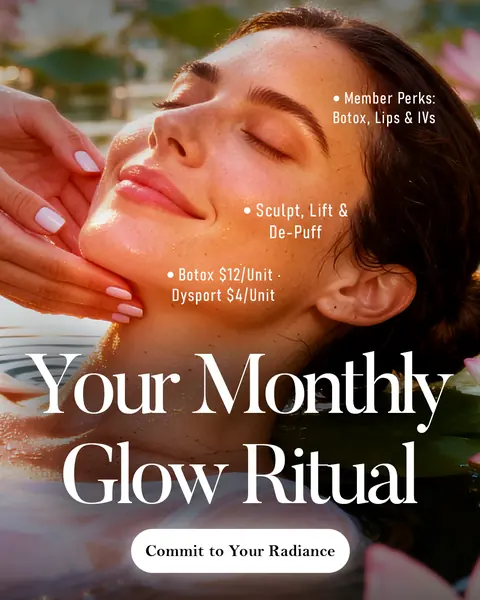 • Member Perks:
Botox, Lips & IVs
• Sculpt, Lift &
De-Puff
• Botox $12/Unit ·
Dysport $4/Unit
Your Monthly
Glow Ritual
Commit to Your Radiance